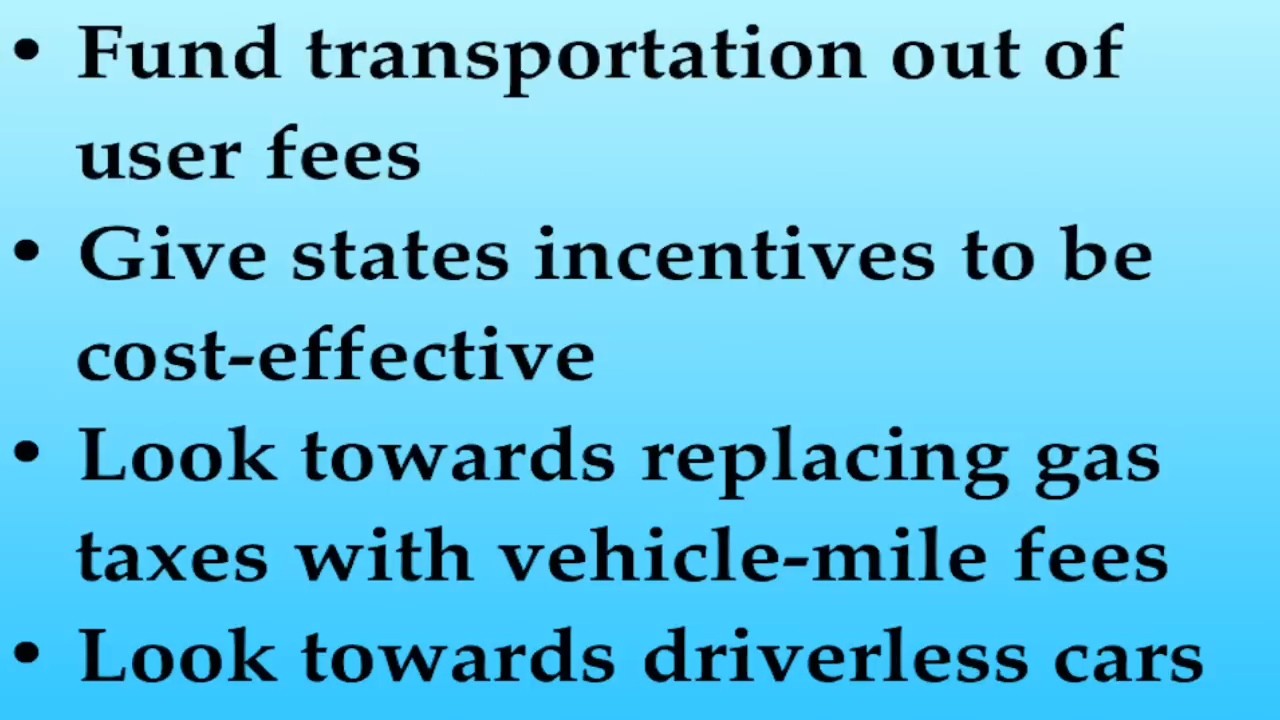 • Fund transportation out of
user fees
• Give states incentives to be
cost-effective
• Look towards replacing gas
taxes with vehicle-mile fees
• Look towards driverless cars